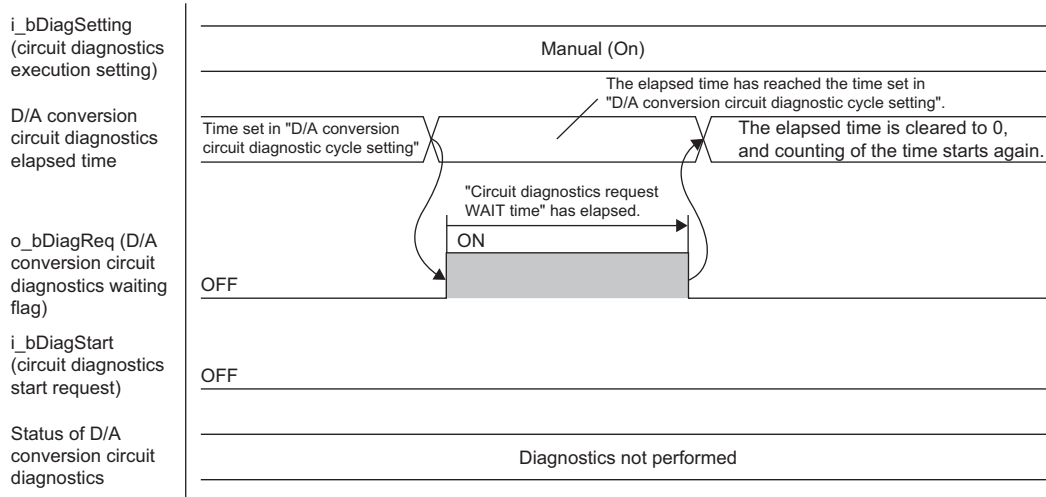 i_bDiagSetting
(circuit diagnostics
execution setting)
Manual (On)
The elapsed time has reached the time set in
"D/A conversion circuit diagnostic cycle setting".
D/A conversion
circuit diagnostics
elapsed time
Time set in "D/A conversion
circuit diagnostic cycle setting"
The elapsed time is cleared to 0,
and counting of the time starts again.
"Circuit diagnostics request
WAIT time" has elapsed.
ON
o_bDiagReq (D/A
conversion circuit
diagnostics waiting
flag)
OFF
i_bDiagStart
(circuit diagnostics
start request)
OFF
Status of D/A
conversion circuit
diagnostics
Diagnostics not performed